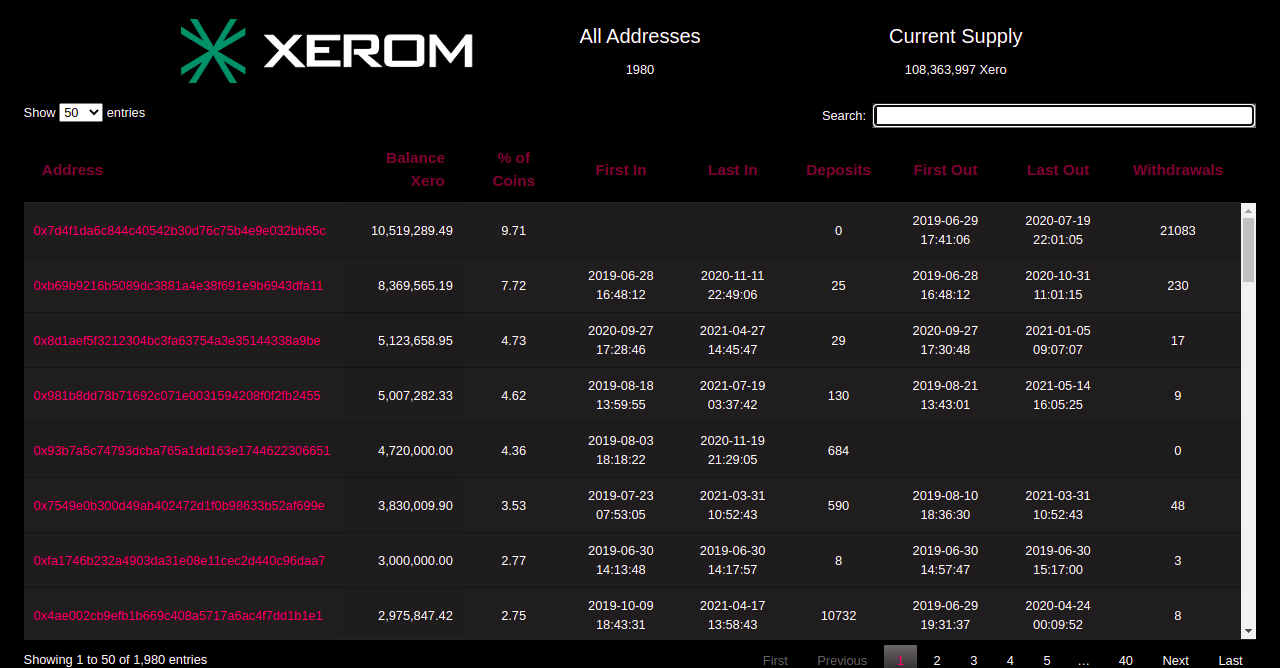 XEROM
All Addresses
Current Supply
1980
108,363,997 Xero
Show 50 entries
Search:
Address Balance Xero % of Coins First In Last In Deposits First Out Last Out Withdrawals
0x7d4f1da6c844c40542b30d76c75b4e9e032bb65c 10,519,289.49 9.71 0 2019-06-29 17:41:06 2020-07-19 22:01:05 21083
0xb69b9216b5089dc3881a4e38f691e9b6943dfa11 8,369,565.19 7.72 2019-06-28 16:48:12 2020-11-11 22:49:06 25 2019-06-28 16:48:12 2020-10-31 11:01:15 230
0x8d1aef5f3212304bc3fa63754a3e35144338a9be 5,123,658.95 4.73 2020-09-27 17:28:46 2021-04-27 14:45:47 29 2020-09-27 17:30:48 2021-01-05 09:07:07 17
0x981b8dd78b71692c071e0031594208f0f2fb2455 5,007,282.33 4.62 2019-08-18 13:59:55 2021-07-19 03:37:42 130 2019-08-21 13:43:01 2021-05-14 16:05:25 9
0x93b7a5c74793dcba765a1dd163e1744622306651 4,720,000.00 4.36 2019-08-03 18:18:22 2020-11-19 21:29:05 684 0
0x7549e0b300d49ab402472d1f0b98633b52af699e 3,830,009.90 3.53 2019-07-23 07:53:05 2021-03-31 10:52:43 590 2019-08-10 18:36:30 2021-03-31 10:52:43 48
0xfa1746b232a4903da31e08e11cec2d440c96daa7 3,000,000.00 2.77 2019-06-30 14:13:48 2019-06-30 14:17:57 8 2019-06-30 14:57:47 2019-06-30 15:17:00 3
0x4ae002cb9efb1b669c408a5717a6ac4f7dd1b1e1 2,975,847.42 2.75 2019-10-09 18:43:31 2021-04-17 13:58:43 10732 2019-06-29 19:31:37 2020-04-24 00:09:52 8
Showing 1 to 50 of 1,980 entries
First Previous 1 2 3 4 5 … 40 Next Last